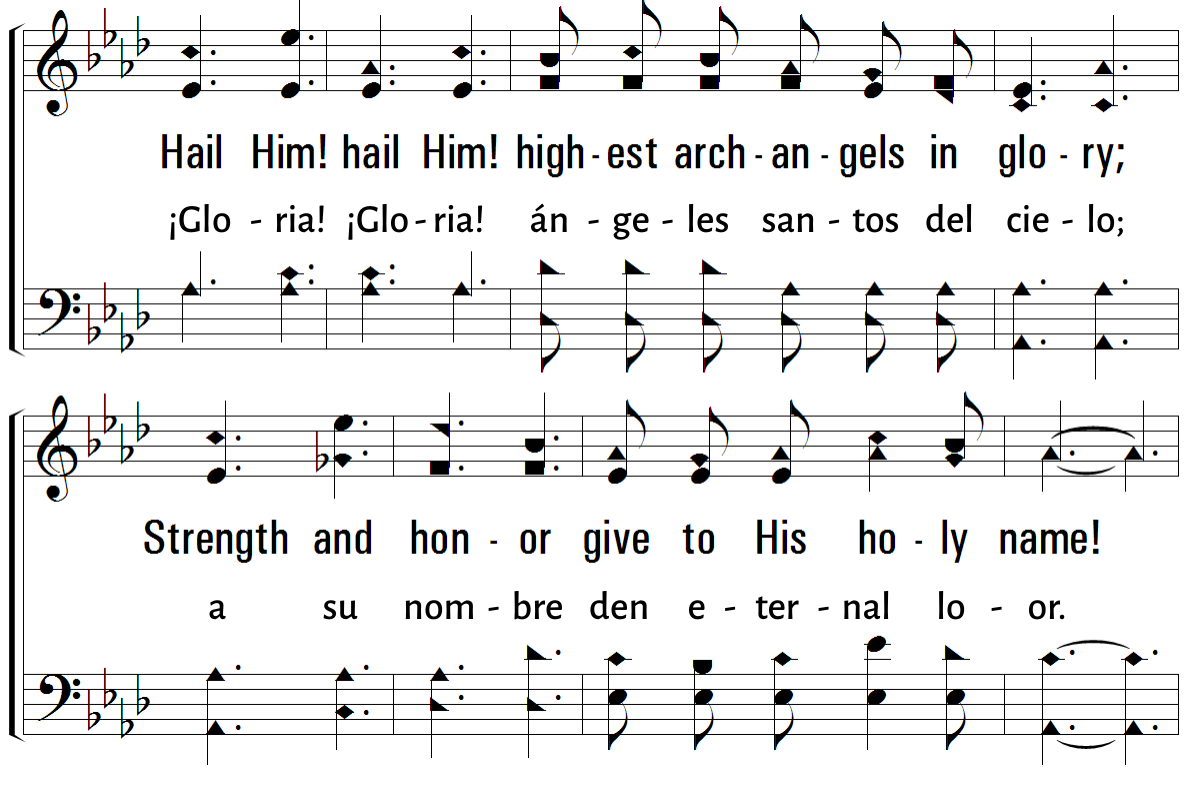 Hail Him! hail Him! high - est arch - an - gels in glo - ry;
¡Glo - ria! ¡Glo - ria! án - ge - les san - tos del cie - lo;
Strength and hon - or give to His ho - ly name!
a su nom - bre den e - ter - nal lo - or.